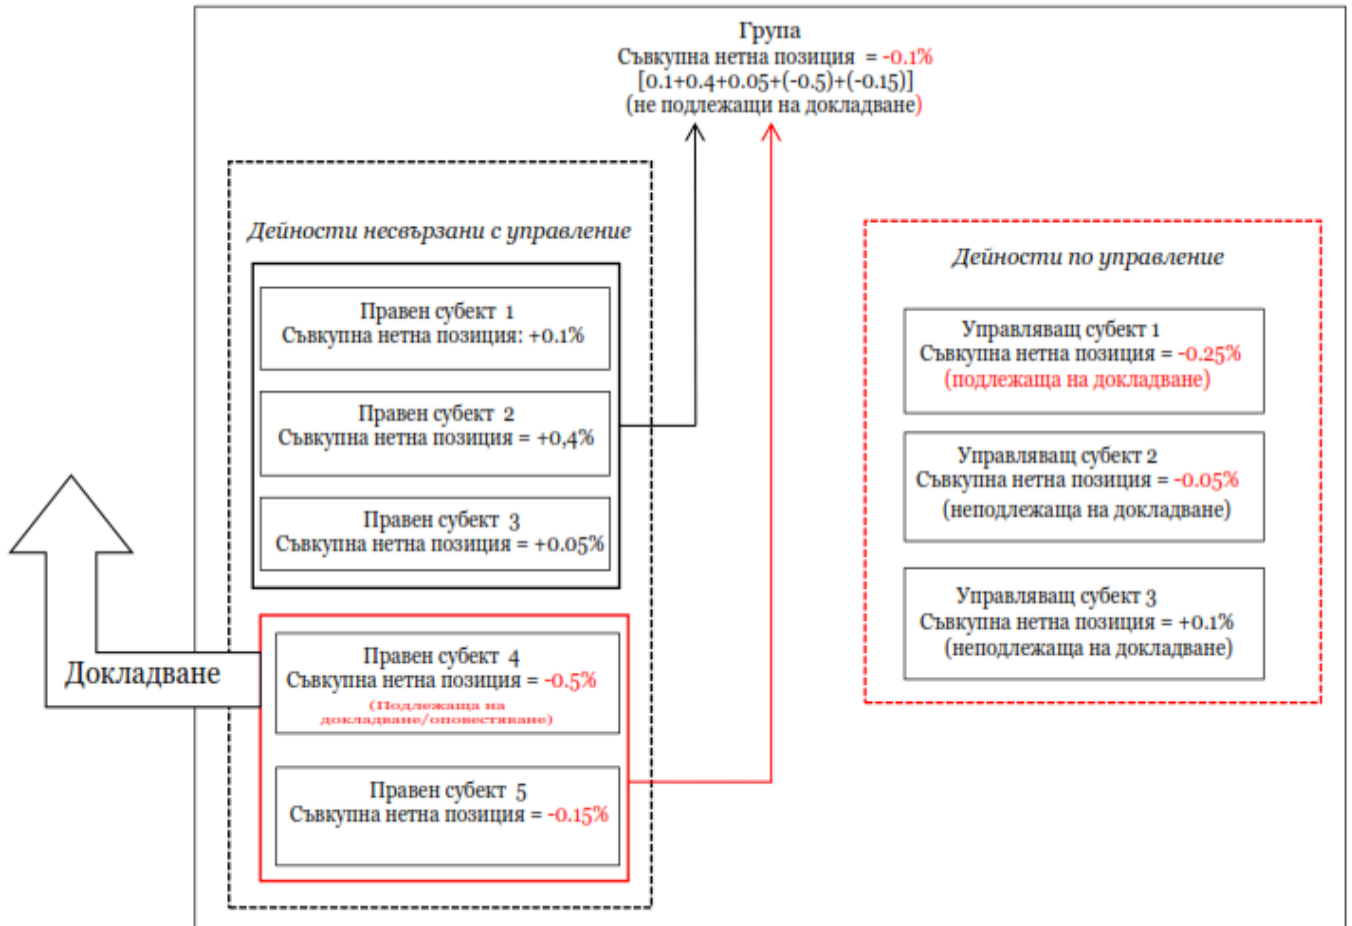 Група
Съвкупна нетна позиция = -0.1%
[0.1+0.4+0.05+(-0.5)+(-0.15)]
(не подлежащи на докладване)
Дейности несвързани с управление
Правен субект 1
Съвкупна нетна позиция: +0.1%
Правен субект 2
Съвкупна нетна позиция = +0,4%
Правен субект 3
Съвкупна нетна позиция = +0.05%
Докладване
Правен субект 4
Съвкупна нетна позиция = -0.5%
(Подлежаща на
докладване/оповестяване)
Правен субект 5
Съвкупна нетна позиция = -0.15%
Дейности по управление
Управляващ субект 1
Съвкупна нетна позиция = -0.25%
(подлежаща на докладване)
Управляващ субект 2
Съвкупна нетна позиция = -0.05%
(неподлежаща на докладване)
Управляващ субект 3
Съвкупна нетна позиция = +0.1%
(неподлежаща на докладване)